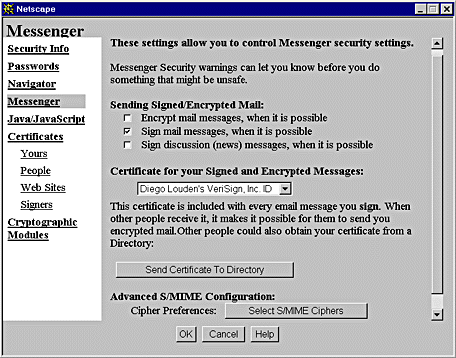 Netscape
Messenger
Security Info
Passwords
Navigator
Messenger
Java/JavaScript
Certificates
Yours
People
Web Sites
Signers
Cryptographic
Modules
These settings allow you to control Messenger security settings.
Messenger Security warnings can let you know before you do
something that might be unsafe.
Sending Signed/Encrypted Mail:
Encrypt mail messages, when it is possible
Sign mail messages, when it is possible
Sign discussion (news) messages, when it is possible
Certificate for your Signed and Encrypted Messages:
Diego Louden's VeriSign, Inc. ID
This certificate is included with every email message you sign. When
other people receive it, it makes it possible for them to send you
encrypted mail.Other people could also obtain your certificate from a
Directory:
Send Certificate To Directory
Advanced S/MIME Configuration:
Cipher Preferences: Select S/MIME Ciphers
OK Cancel Help